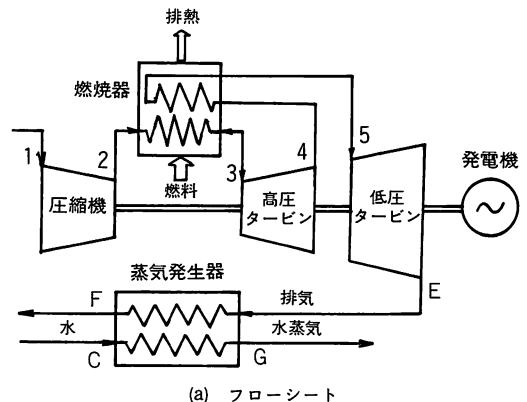 排熱
燃焼器
1
2
燃料
3
4
5
発電機
圧縮機
高圧
タービン
低圧
タービン
蒸気発生器
E
F
排気
水
水蒸気
C
G
(a) フローシート